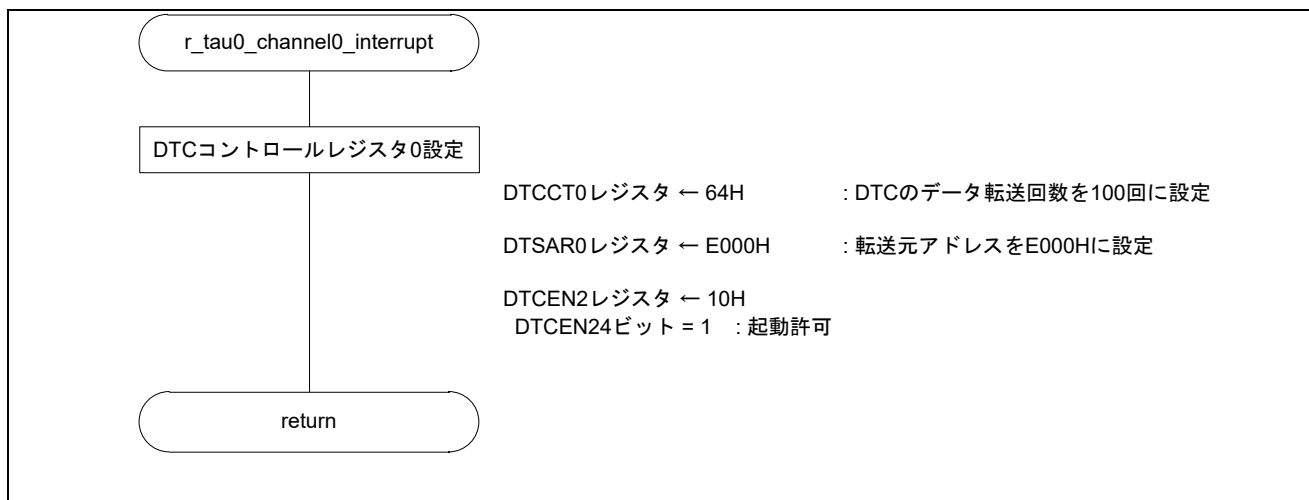 r_tau0_channel0_interrupt
DTCコントロールレジスタ0設定
DTCCT0レジスタ ← 64H : DTCのデータ転送回数を100回に設定
DTSAR0レジスタ ← E000H : 転送元アドレスをE000Hに設定
DTCEN2レジスタ ← 10H
DTCEN24ビット = 1 : 起動許可
return